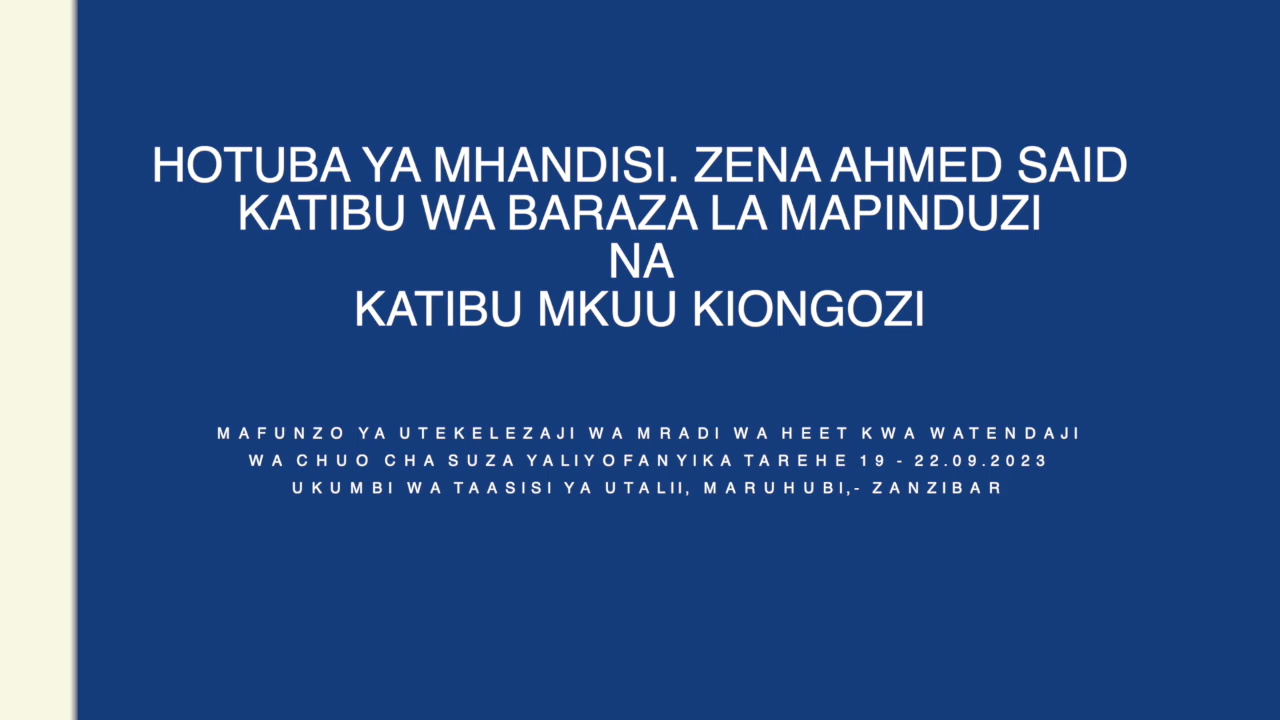 HOTUBA YA MHANDISI. ZENA AHMED SAID
KATIBU WA BARAZA LA MAPINDUZI
NA
KATIBU MKUU KIONGOZI
MAFUNZO YA UTEKELEZAJI WA MRADI WA HEET KWA WATENDAJI
WA CHUO CHA SUZA YALIYOFANYIKA TAREHE 19 - 22.09.2023
UKUMBI WA TAASISI YA UTALII, MARUHUBI,- ZANZIBAR